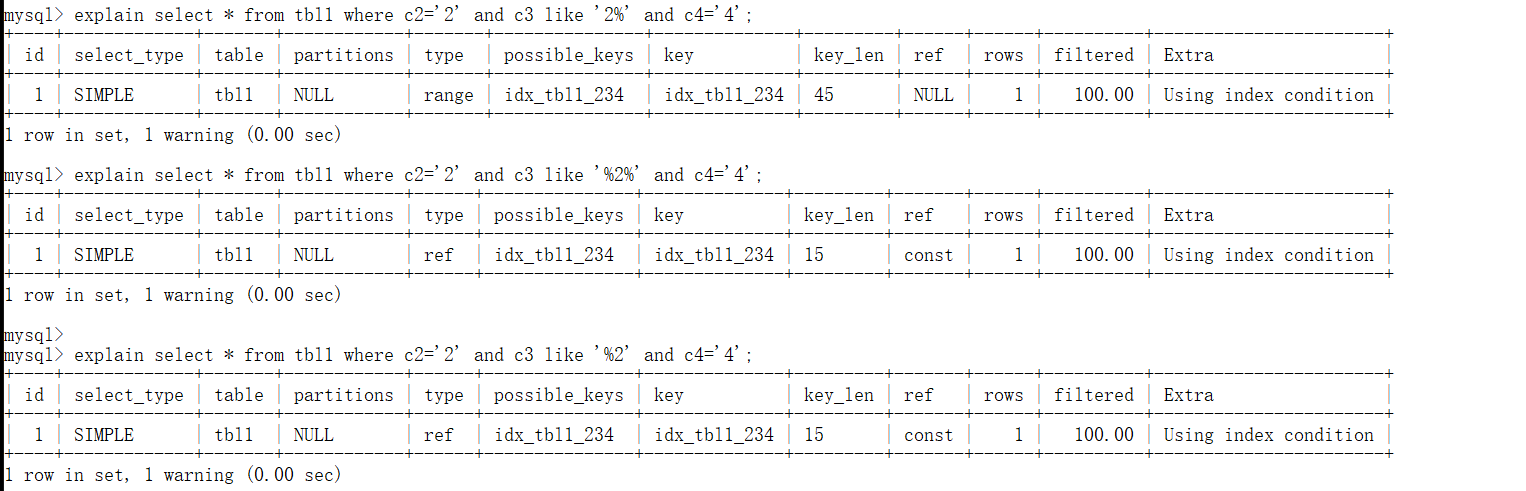 mysql> explain select * from tbl1 where c2='2' and c3 like '2%' and c4='4';
+----+-------------+-------+------------+-------+---------------+-------------+---------+------+------+----------+-----------------------+
| id | select_type | table | partitions | type | possible_keys | key | key_len | ref | rows | filtered | Extra |
+----+-------------+-------+------------+-------+---------------+-------------+---------+------+------+----------+-----------------------+
| 1 | SIMPLE | tbl1 | NULL | range | idx_tbl1_234 | idx_tbl1_234 | 45 | NULL | 1 | 100.00 | Using index condition |
+----+-------------+-------+------------+-------+---------------+-------------+---------+------+------+----------+-----------------------+
1 row in set, 1 warning (0.00 sec)
mysql> explain select * from tbl1 where c2='2' and c3 like '%2%' and c4='4';
+----+-------------+-------+------------+------+---------------+-------------+---------+-------+------+----------+-----------------------+
| id | select_type | table | partitions | type | possible_keys | key | key_len | ref | rows | filtered | Extra |
+----+-------------+-------+------------+------+---------------+-------------+---------+-------+------+----------+-----------------------+
| 1 | SIMPLE | tbl1 | NULL | ref | idx_tbl1_234 | idx_tbl1_234 | 15 | const | 1 | 100.00 | Using index condition |
+----+-------------+-------+------------+------+---------------+-------------+---------+-------+------+----------+-----------------------+
1 row in set, 1 warning (0.00 sec)
mysql>
mysql> explain select * from tbl1 where c2='2' and c3 like '%2' and c4='4';
+----+-------------+-------+------------+------+---------------+-------------+---------+-------+------+----------+-----------------------+
| id | select_type | table | partitions | type | possible_keys | key | key_len | ref | rows | filtered | Extra |
+----+-------------+-------+------------+------+---------------+-------------+---------+-------+------+----------+-----------------------+
| 1 | SIMPLE | tbl1 | NULL | ref | idx_tbl1_234 | idx_tbl1_234 | 15 | const | 1 | 100.00 | Using index condition |
+----+-------------+-------+------------+------+---------------+-------------+---------+-------+------+----------+-----------------------+
1 row in set, 1 warning (0.00 sec)